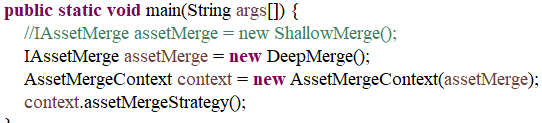 public static void main(String args[]) {
//IAssetMerge assetMerge = new ShallowMerge();
IAssetMerge assetMerge = new DeepMerge();
AssetMergeContext context = new AssetMergeContext(assetMerge);
context.assetMergeStrategy();